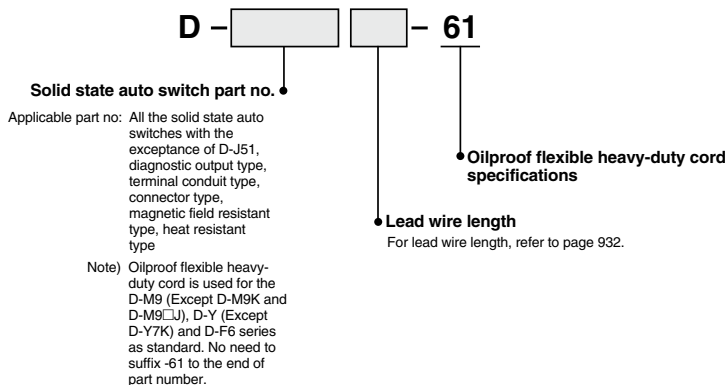 D – – 61
Solid state auto switch part no.
Applicable part no: All the solid state auto
switches with the
exceptance of D-J51,
diagnostic output type,
terminal conduit type,
connector type,
magnetic field resistant
type, heat resistant
type
Note) Oilproof flexible heavy-
duty cord is used for the
D-M9 (Except D-M9K and
D-M9□J), D-Y (Except
D-Y7K) and D-F6 series
as standard. No need to
suffix -61 to the end of
part number.
Oilproof flexible heavy-duty cord
specifications
Lead wire length
For lead wire length, refer to page 932.